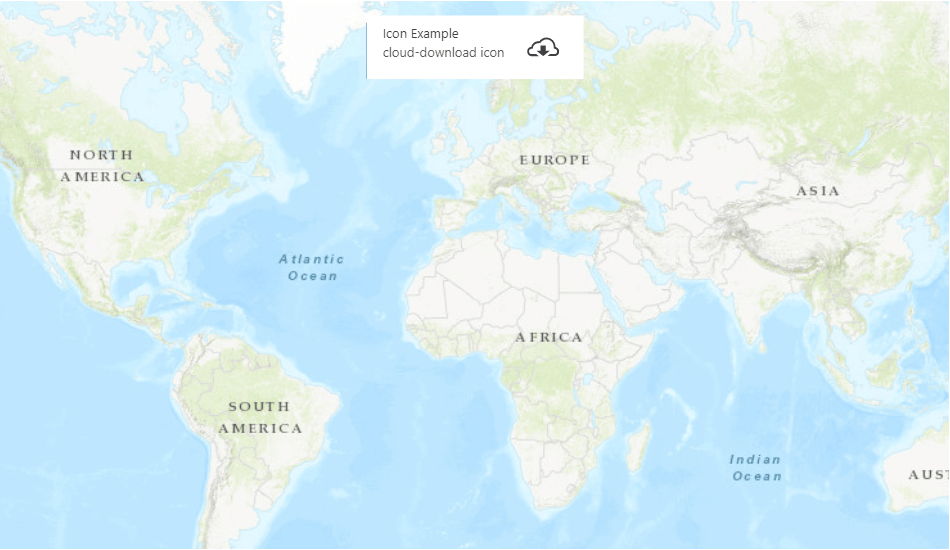 Icon Example
cloud-download icon
NORTH
AMERICA
EUROPE
ASIA
Atlantic
Ocean
AFRICA
SOUTH
AMERICA
Indian
Ocean
AUST